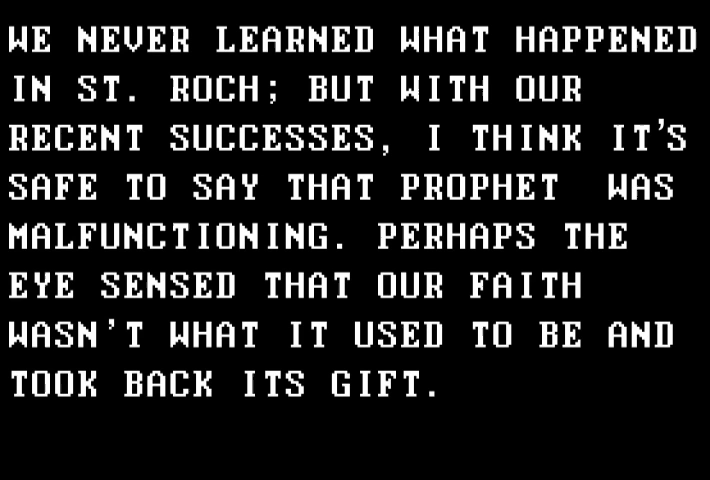 WE NEVER LEARNED WHAT HAPPENED
IN ST. ROCH; BUT WITH OUR
RECENT SUCCESSES, I THINK IT'S
SAFE TO SAY THAT PROPHET  WAS
MALFUNCTIONING. PERHAPS THE
EYE SENSED THAT OUR FAITH
WASN'T WHAT IT USED TO BE AND
TOOK BACK ITS GIFT.